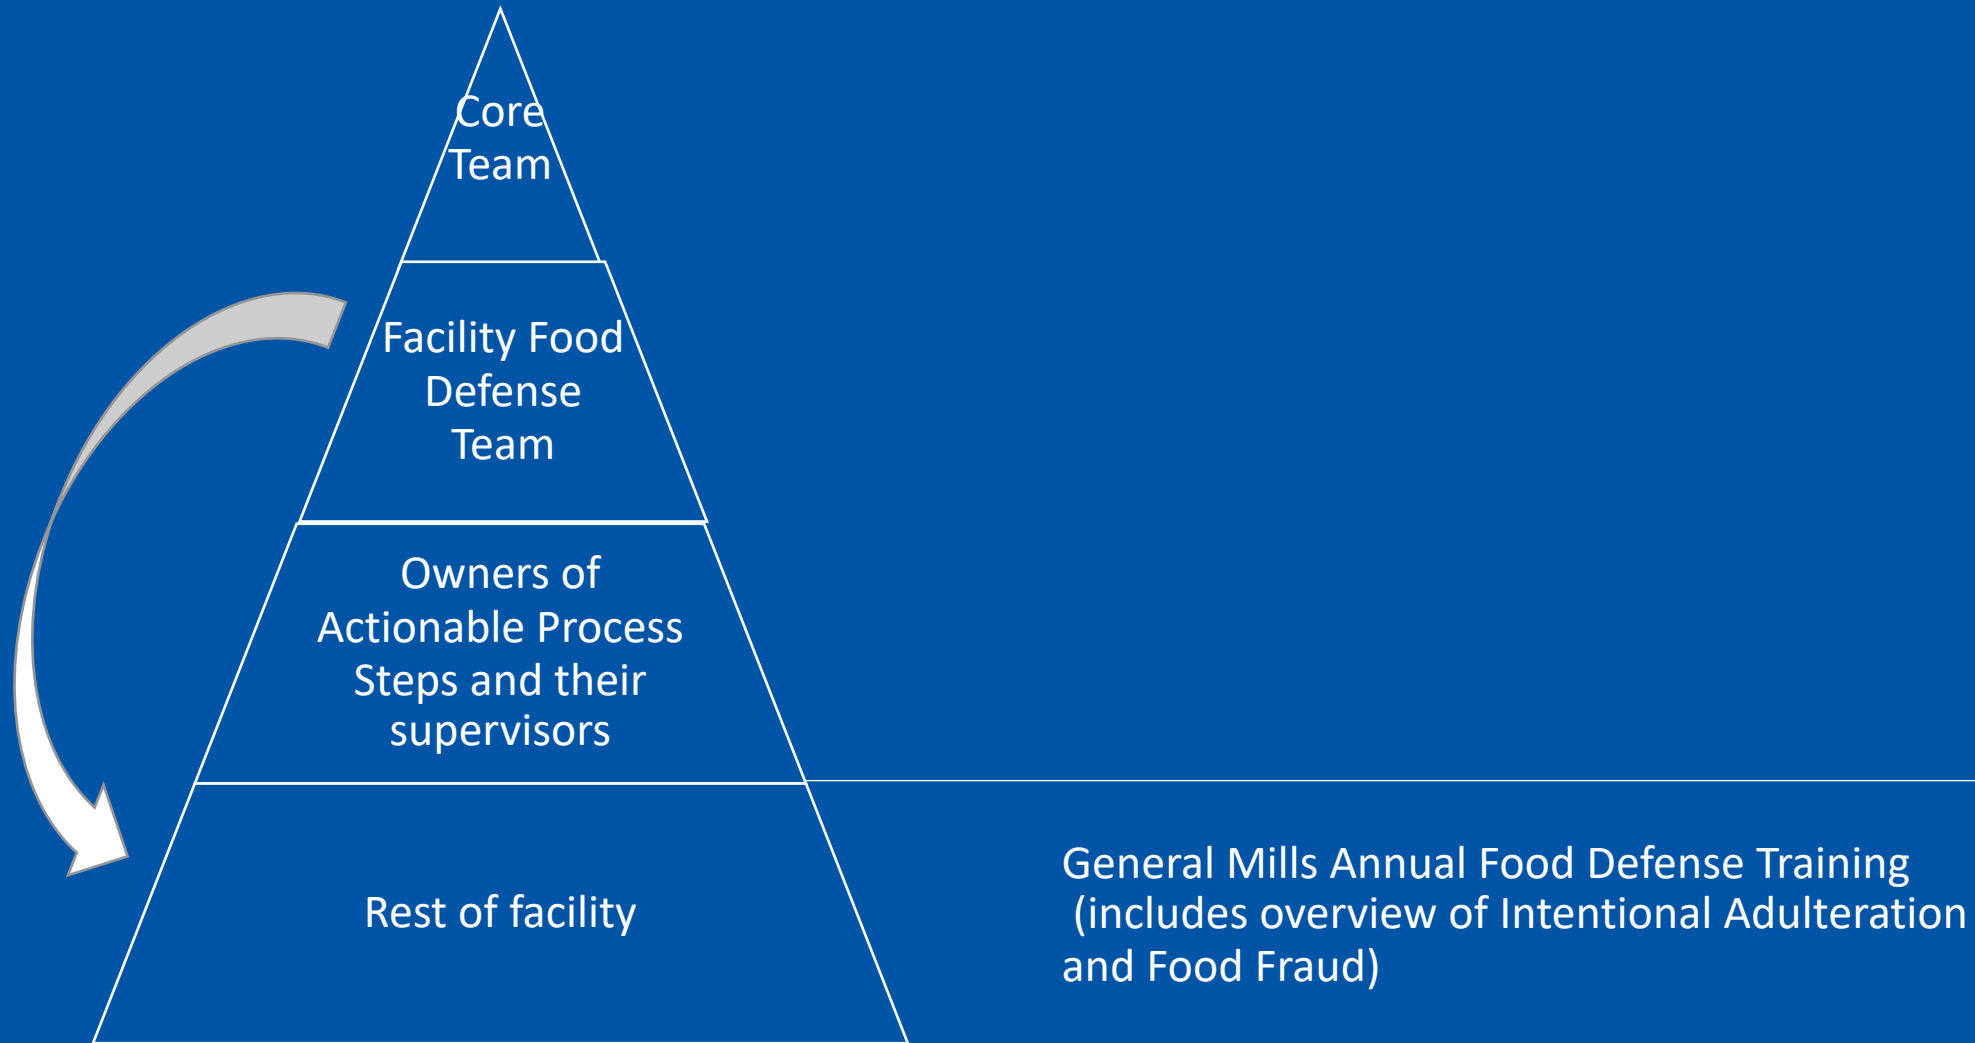 Core
Team
Facility Food
Defense
Team
Owners of
Actionable Process
Steps and their
supervisors
Rest of facility
General Mills Annual Food Defense Training
(includes overview of Intentional Adulteration
and Food Fraud)